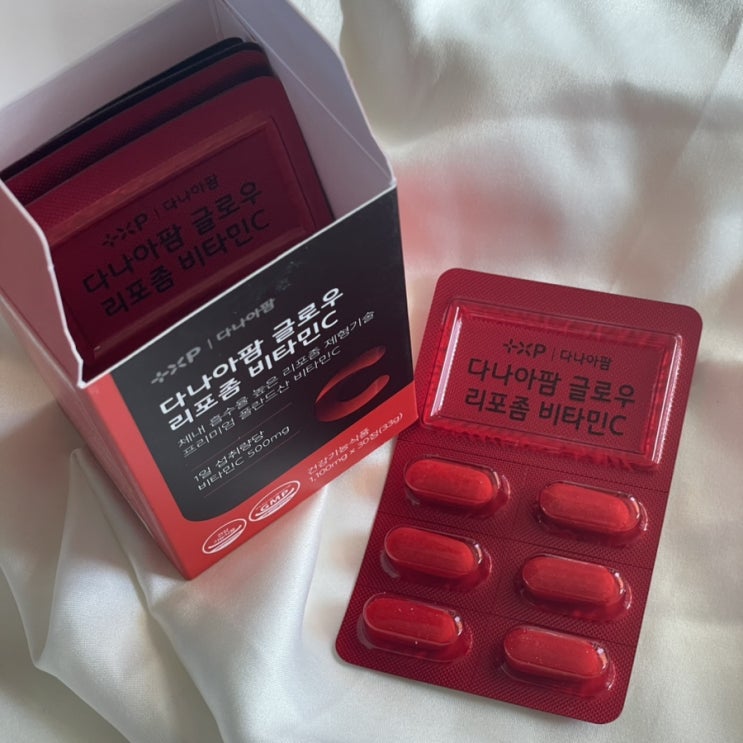 P | 다나아팜
다나아팜 글로우
리포좀 비타민C
P | 다나아팜
다나아팜 글로우
리포좀 비타민C
체내 흡수율 높은 리포좀 제형기술
프리미엄 폴란드산 비타민C
1일 섭취량당
비타민C 500mg
건강기능식품
1,100mg x 30정(33g)
GMP
P | 다나아팜
다나아팜 글로우
리포좀 비타민C